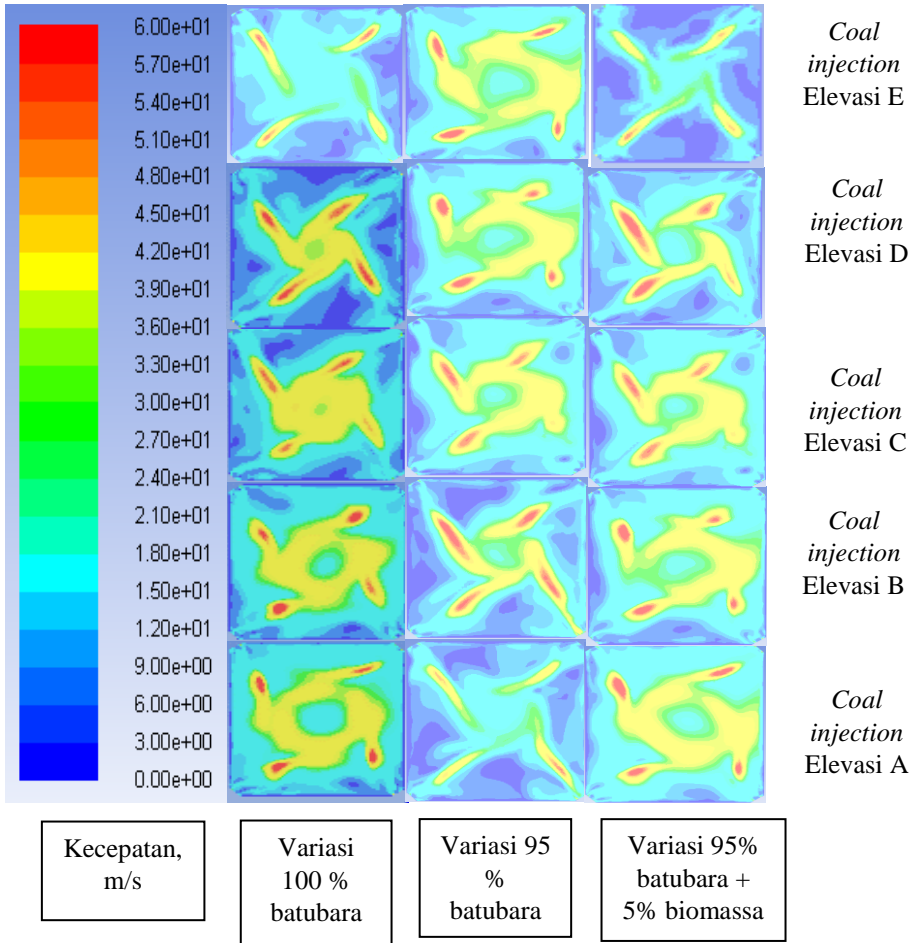 6.00e+01
5.70e+01
5.40e+01
5.10e+01
4.80e+01
4.50e+01
4.20e+01
3.90e+01
3.60e+01
3.30e+01
3.00e+01
2.70e+01
2.40e+01
2.10e+01
1.80e+01
1.50e+01
1.20e+01
9.00e+00
6.00e+00
3.00e+00
0.00e+00
Coal
injection
Elevasi E
Coal
injection
Elevasi D
Coal
injection
Elevasi C
Coal
injection
Elevasi B
Coal
injection
Elevasi A
Kecepatan,
m/s
Variasi
100 %
batubara
Variasi 95
%
batubara
Variasi 95%
batubara +
5% biomassa